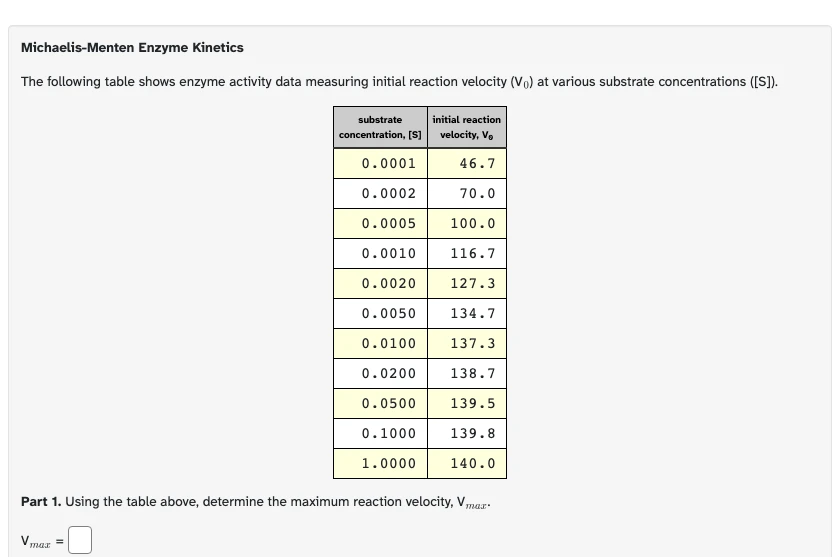 Michaelis-Menten Enzyme Kinetics
The following table shows enzyme activity data measuring initial reaction velocity (V₀) at various substrate concentrations ([S]).
substrate concentration, [S] initial reaction velocity, V₀
0.0001 46.7
0.0002 70.0
0.0005 100.0
0.0010 116.7
0.0020 127.3
0.0050 134.7
0.0100 137.3
0.0200 138.7
0.0500 139.5
0.1000 139.8
1.0000 140.0
Part 1. Using the table above, determine the maximum reaction velocity, Vmax.
Vmax =